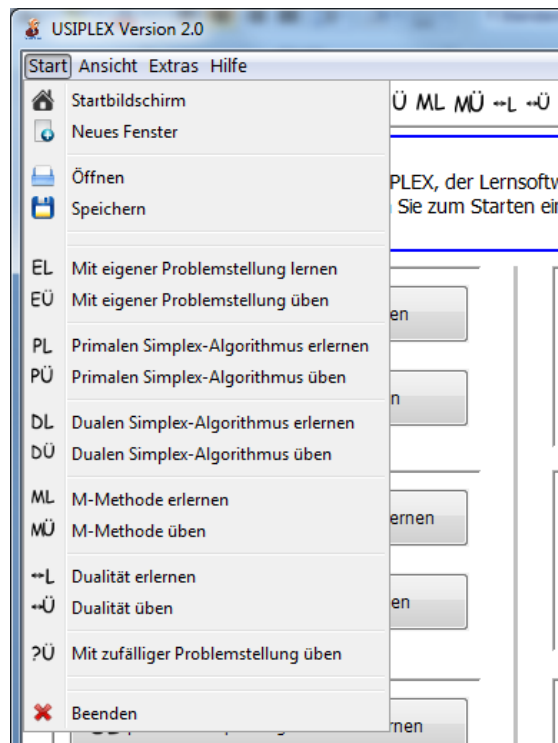 USIPLEX Version 2.0
Start Ansicht Extras Hilfe
Startbildschirm
Ü ML MÜ ↔L ↔Ü
Neues Fenster
Öffnen
PLEX, der Lernsoftw
Speichern
Sie zum Starten ein
EL Mit eigener Problemstellung lernen
EÜ Mit eigener Problemstellung üben
en
PL Primalen Simplex-Algorithmus erlernen
PÜ Primalen Simplex-Algorithmus üben
n
DL Dualen Simplex-Algorithmus erlernen
DÜ Dualen Simplex-Algorithmus üben
ML M-Methode erlernen
MÜ M-Methode üben
ernen
↔L Dualität erlernen
↔Ü Dualität üben
en
?Ü Mit zufälliger Problemstellung üben
Beenden
rnen